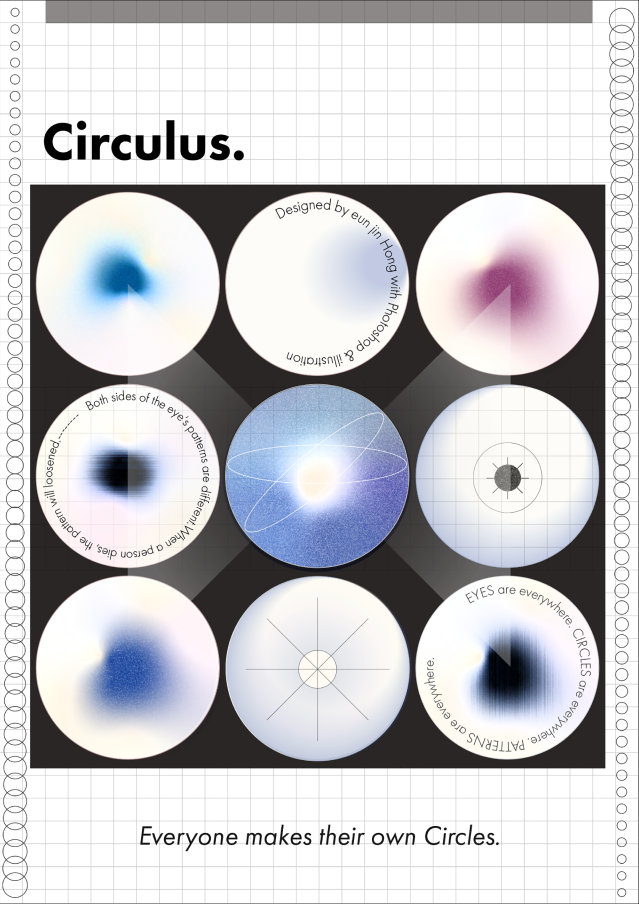 Circulus.
Designed by eun jin Hong with Photoshop & illustration
Both sides of the eye's patterns are different.When a person dies, the pattern will loosened.--------
EYES are everywhere. CIRCLES are everywhere. PATTERNS are everywhere.
Everyone makes their own Circles.